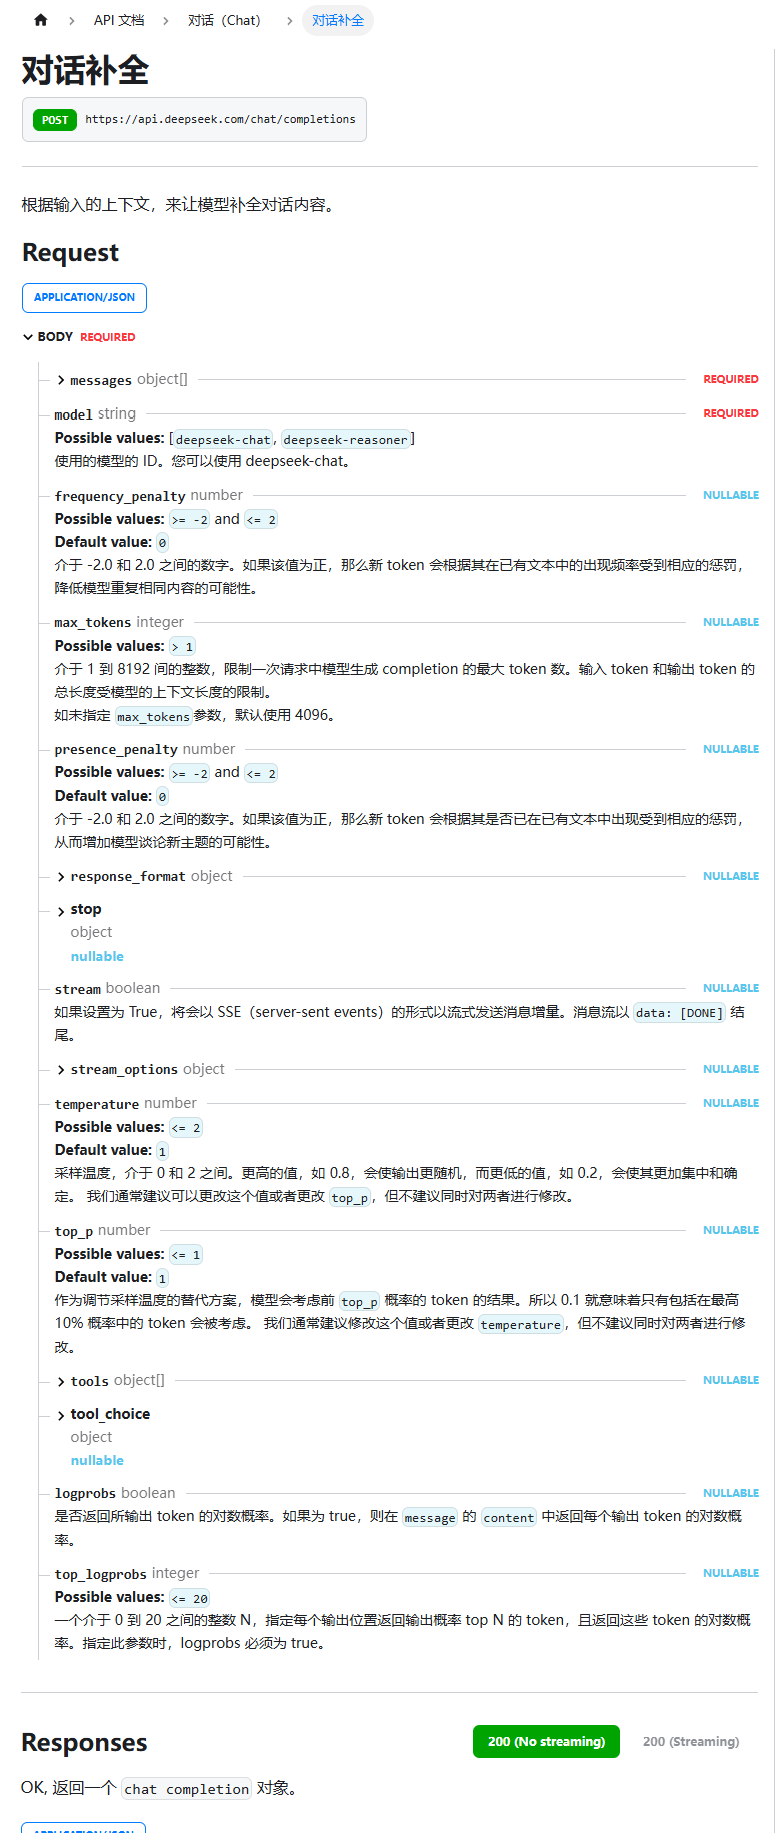 API 文档 > 对话（Chat） > 对话补全
对话补全
POST https://api.deepseek.com/chat/completions
根据输入的上下文，来让模型补全对话内容。
Request
APPLICATION/JSON
BODY REQUIRED
messages object[] REQUIRED
model string REQUIRED
Possible values: [deepseek-chat, deepseek-reasoner]
使用的模型的 ID。您可以使用 deepseek-chat。
frequency_penalty number NULLABLE
Possible values: >= -2 and <= 2
Default value: 0
介于 -2.0 和 2.0 之间的数字。如果该值为正，那么新 token 会根据其在已有文本中的出现频率受到相应的惩罚，
降低模型重复相同内容的可能性。
max_tokens integer NULLABLE
Possible values: > 1
介于 1 到 8192 间的整数，限制一次请求中模型生成 completion 的最大 token 数。输入 token 和输出 token 的
总长度受模型的上下文长度的限制。
如未指定 max_tokens参数，默认使用 4096。
presence_penalty number NULLABLE
Possible values: >= -2 and <= 2
Default value: 0
介于 -2.0 和 2.0 之间的数字。如果该值为正，那么新 token 会根据其是否已在已有文本中出现受到相应的惩罚，
从而增加模型谈论新主题的可能性。
response_format object NULLABLE
stop
object
nullable
stream boolean NULLABLE
如果设置为 True，将会以 SSE（server-sent events）的形式以流式发送消息增量。消息流以 data: [DONE] 结
尾。
stream_options object NULLABLE
temperature number NULLABLE
Possible values: <= 2
Default value: 1
采样温度，介于 0 和 2 之间。更高的值，如 0.8，会使输出更随机，而更低的值，如 0.2，会使其更加集中和确
定。 我们通常建议可以更改这个值或者更改 top_p，但不建议同时对两者进行修改。
top_p number NULLABLE
Possible values: <= 1
Default value: 1
作为调节采样温度的替代方案，模型会考虑前 top_p 概率的 token 的结果。所以 0.1 就意味着只有包括在最高
10% 概率中的 token 会被考虑。 我们通常建议修改这个值或者更改 temperature，但不建议同时对两者进行修
改。
tools object[] NULLABLE
tool_choice
object
nullable
logprobs boolean NULLABLE
是否返回所输出 token 的对数概率。如果为 true，则在 message 的 content 中返回每个输出 token 的对数概
率。
top_logprobs integer NULLABLE
Possible values: <= 20
一个介于 0 到 20 之间的整数 N，指定每个输出位置返回输出概率 top N 的 token，且返回这些 token 的对数概
率。指定此参数时，logprobs 必须为 true。
Responses 200 (No streaming) 200 (Streaming)
OK, 返回一个 chat completion 对象。
APPLICATION/JSON